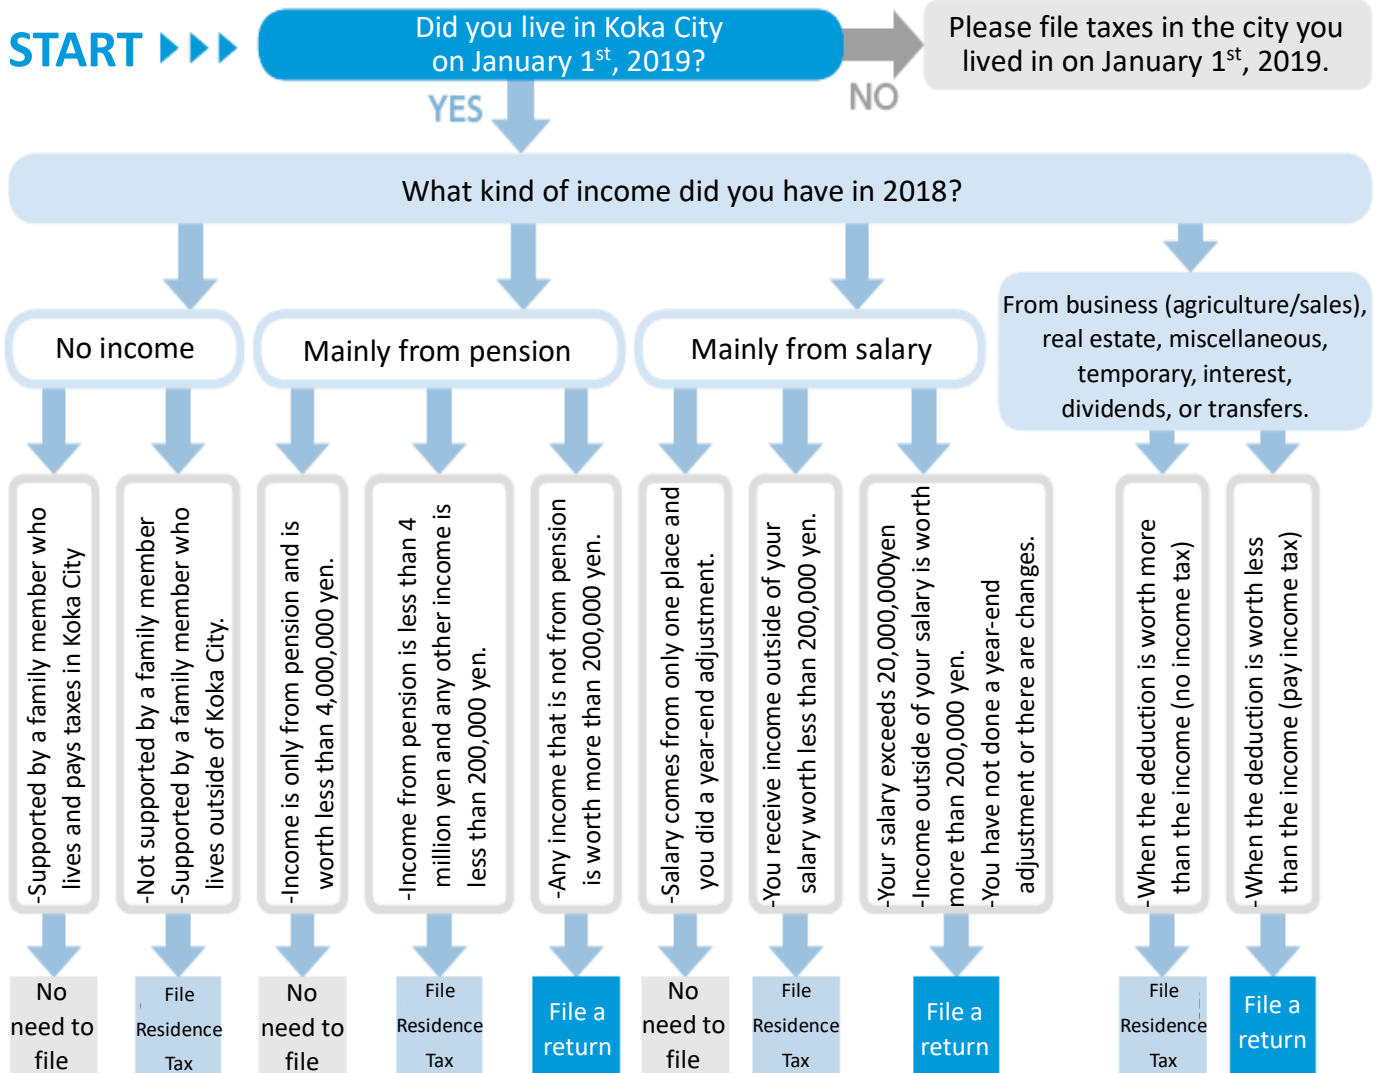 START
Did you live in Koka City
on January 1st, 2019?
Please file taxes in the city you
lived in on January 1st, 2019.
YES
NO
What kind of income did you have in 2018?
No income
Mainly from pension
Mainly from salary
From business (agriculture/sales),
real estate, miscellaneous,
temporary, interest,
dividends, or transfers.
-Supported by a family member who
lives and pays taxes in Koka City
-Not supported by a family member
-Supported by a family member who
lives outside of Koka City.
-Income is only from pension and is
worth less than 4,000,000 yen.
-Income from pension is less than 4
million yen and any other income is
less than 200,000 yen.
-Any income that is not from pension
is worth more than 200,000 yen.
-Salary comes from only one place and
you did a year-end adjustment.
-You receive income outside of your
salary worth less than 200,000 yen.
-Your salary exceeds 20,000,000yen
-Income outside of your salary is worth
more than 200,000 yen.
-You have not done a year-end
adjustment or there are changes.
-When the deduction is worth more
than the income (no income tax)
-When the deduction is worth less
than the income (pay income tax)
No
need to
file
File
Residence
Tax
No
need to
file
File
Residence
Tax
File a
return
No
need to
file
File
Residence
Tax
File a
return
File
Residence
Tax
File a
return